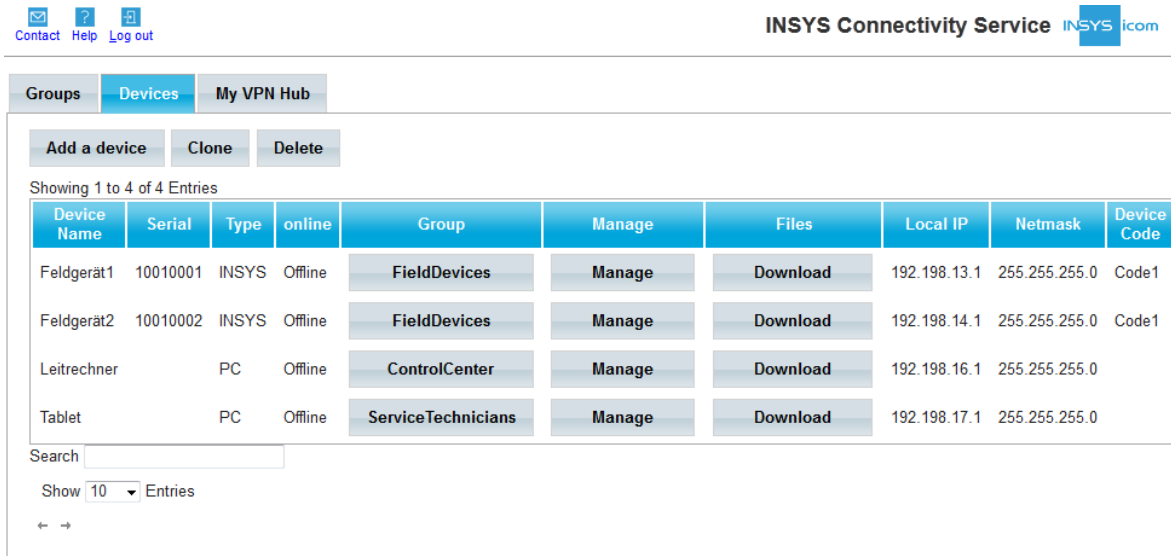 Contact Help Log out
INSYS Connectivity Service INSYS icom
Groups Devices My VPN Hub
Add a device Clone Delete
Showing 1 to 4 of 4 Entries
Device Name Serial Type online Group Manage Files Local IP Netmask Device Code
Feldgerät1 10010001 INSYS Offline FieldDevices Manage Download 192.198.13.1 255.255.255.0 Code1
Feldgerät2 10010002 INSYS Offline FieldDevices Manage Download 192.198.14.1 255.255.255.0 Code1
Leitrechner PC Offline ControlCenter Manage Download 192.198.16.1 255.255.255.0
Tablet PC Offline ServiceTechnicians Manage Download 192.198.17.1 255.255.255.0
Search
Show 10 Entries